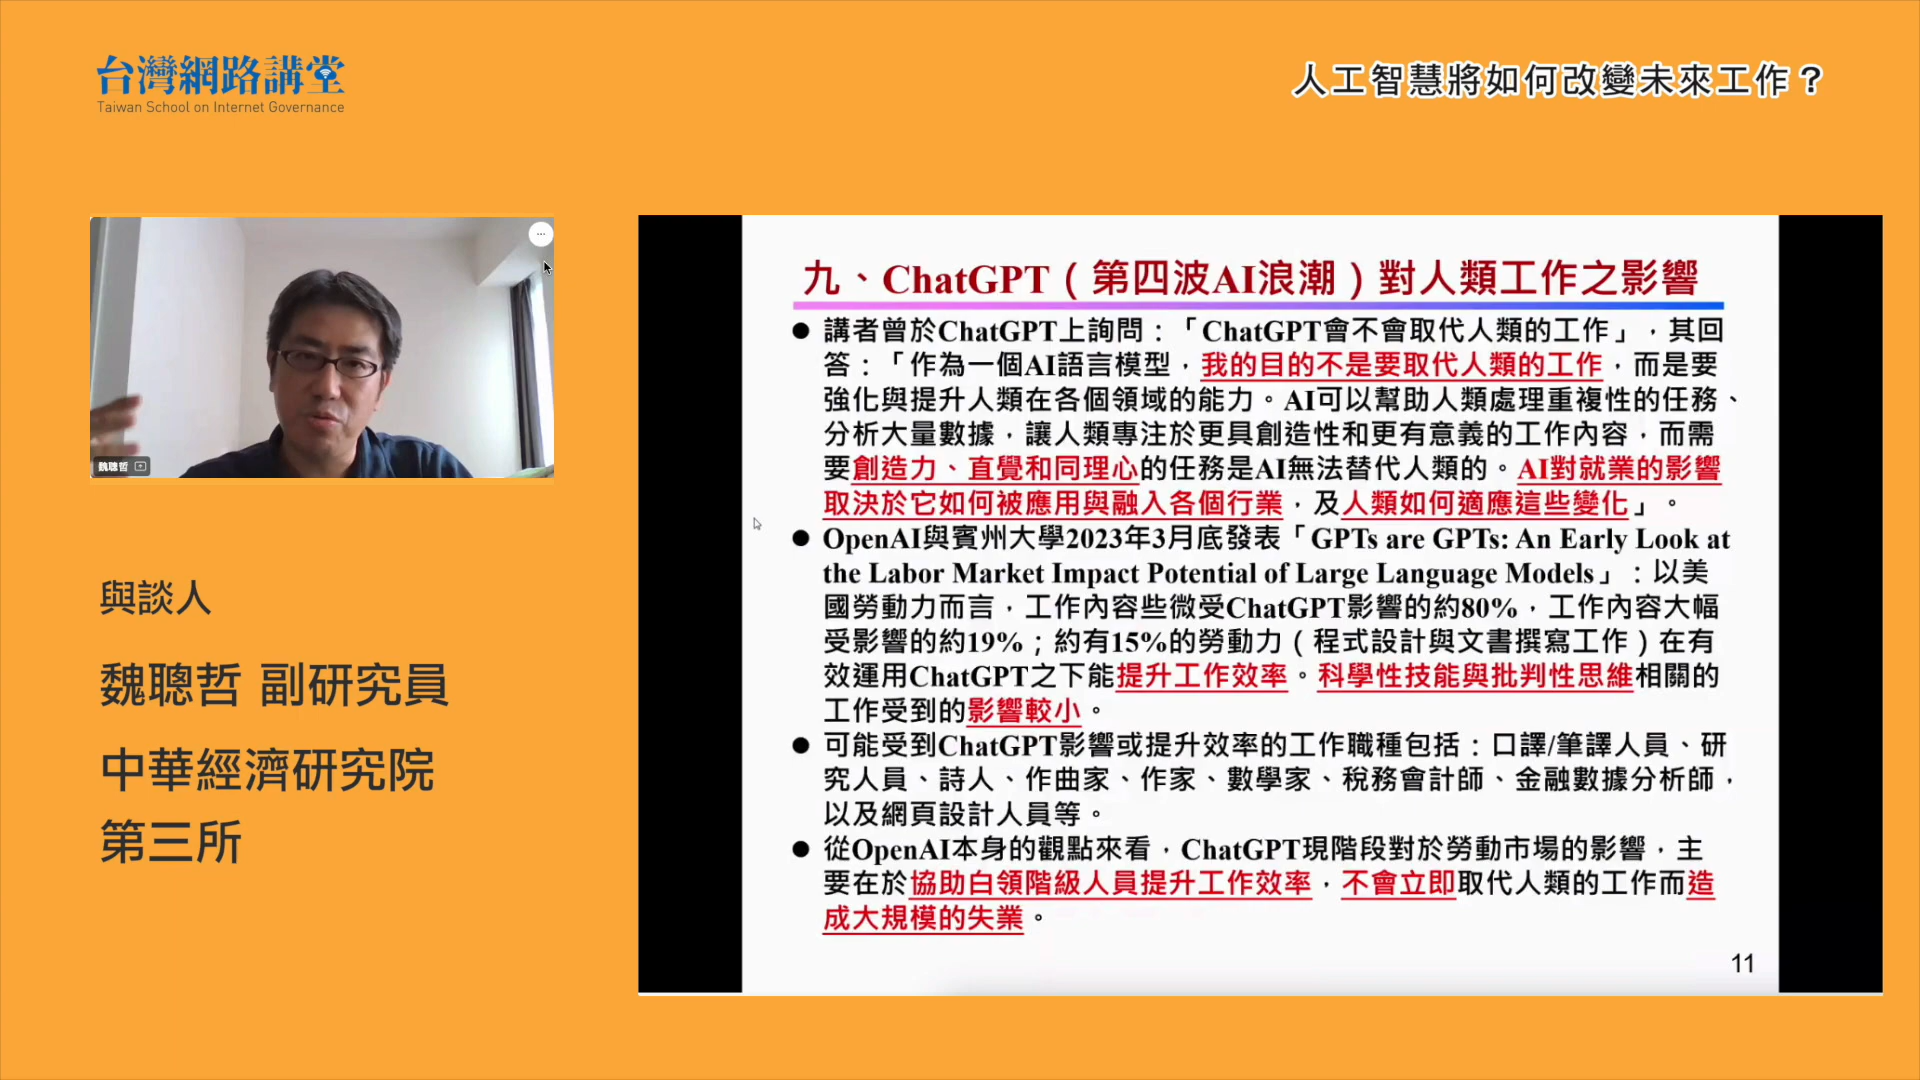 台灣網路講堂
Taiwan School on Internet Governance
人工智慧將如何改變未來工作？
魏聰哲
與談人
魏聰哲 副研究員
中華經濟研究院
第三所
九、ChatGPT（第四波AI浪潮）對人類工作之影響
● 講者曾於ChatGPT上詢問：「ChatGPT會不會取代人類的工作」，其回
答：「作為一個AI語言模型，我的目的不是要取代人類的工作，而是要
強化與提升人類在各個領域的能力。AI可以幫助人類處理重複性的任務、
分析大量數據，讓人類專注於更具創造性和更有意義的工作內容，而需
要創造力、直覺和同理心的任務是AI無法替代人類的。AI對就業的影響
取決於它如何被應用與融入各個行業，及人類如何適應這些變化」。
● OpenAI與賓州大學2023年3月底發表「GPTs are GPTs: An Early Look at
the Labor Market Impact Potential of Large Language Models」：以美
國勞動力而言，工作內容些微受ChatGPT影響的約80%，工作內容大幅
受影響的約19%；約有15%的勞動力（程式設計與文書撰寫工作）在有
效運用ChatGPT之下能提升工作效率。科學性技能與批判性思維相關的
工作受到的影響較小。
● 可能受到ChatGPT影響或提升效率的工作職種包括：口譯/筆譯人員、研
究人員、詩人、作曲家、作家、數學家、稅務會計師、金融數據分析師，
以及網頁設計人員等。
● 從OpenAI本身的觀點來看，ChatGPT現階段對於勞動市場的影響，主
要在於協助白領階級人員提升工作效率，不會立即取代人類的工作而造
成大規模的失業。
11